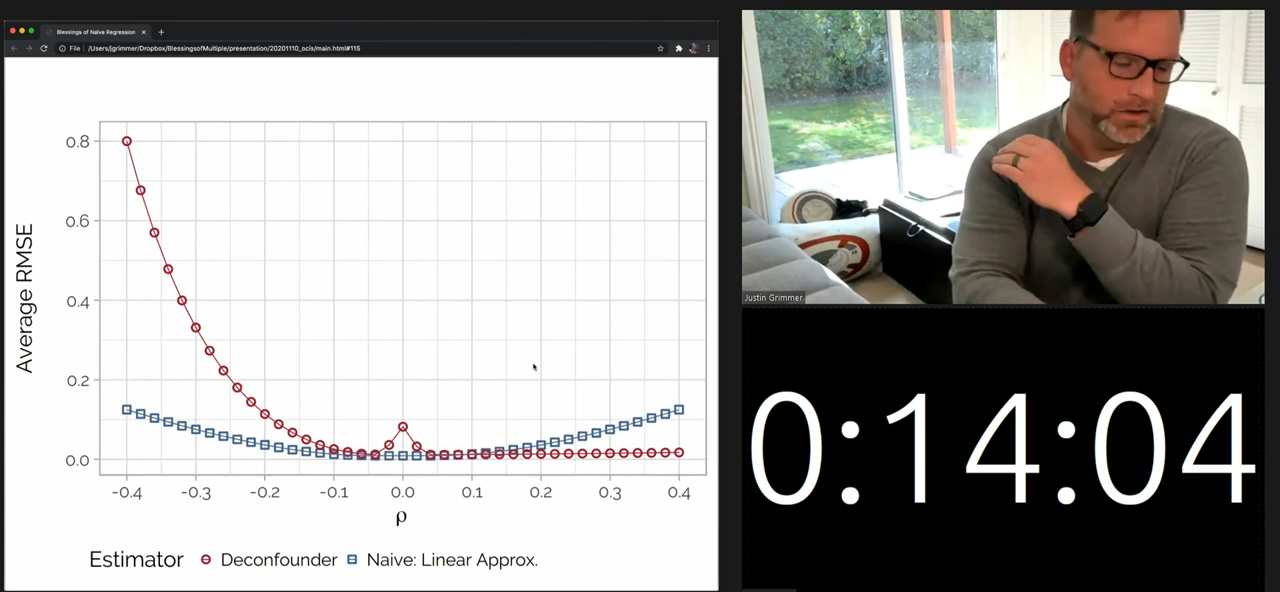 Blessings of Naïve Regression
File /Users/jgrimmer/Dropbox/BlessingsofMultiple/presentation/20201110_ocis/main.html#115
Average RMSE
0.8
0.6
0.4
0.2
0.0
-0.4 -0.3 -0.2 -0.1 0.0 0.1 0.2 0.3 0.4
ρ
Estimator Deconfounder Naive: Linear Approx.
Justin Grimmer
0:14:04